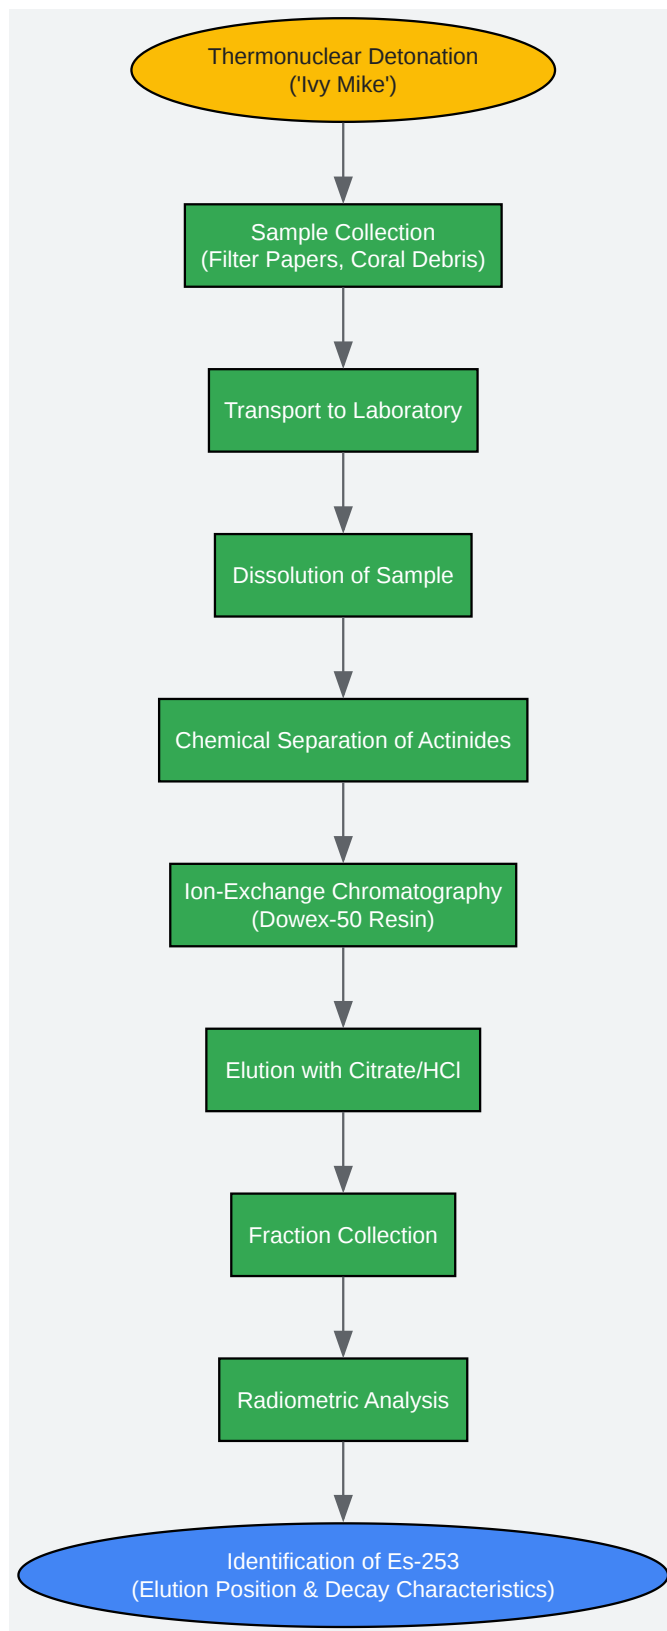 Thermonuclear Detonation
('Ivy Mike')
Sample Collection
(Filter Papers, Coral Debris)
Transport to Laboratory
Dissolution of Sample
Chemical Separation of Actinides
Ion-Exchange Chromatography
(Dowex-50 Resin)
Elution with Citrate/HCl
Fraction Collection
Radiometric Analysis
Identification of Es-253
(Elution Position & Decay Characteristics)